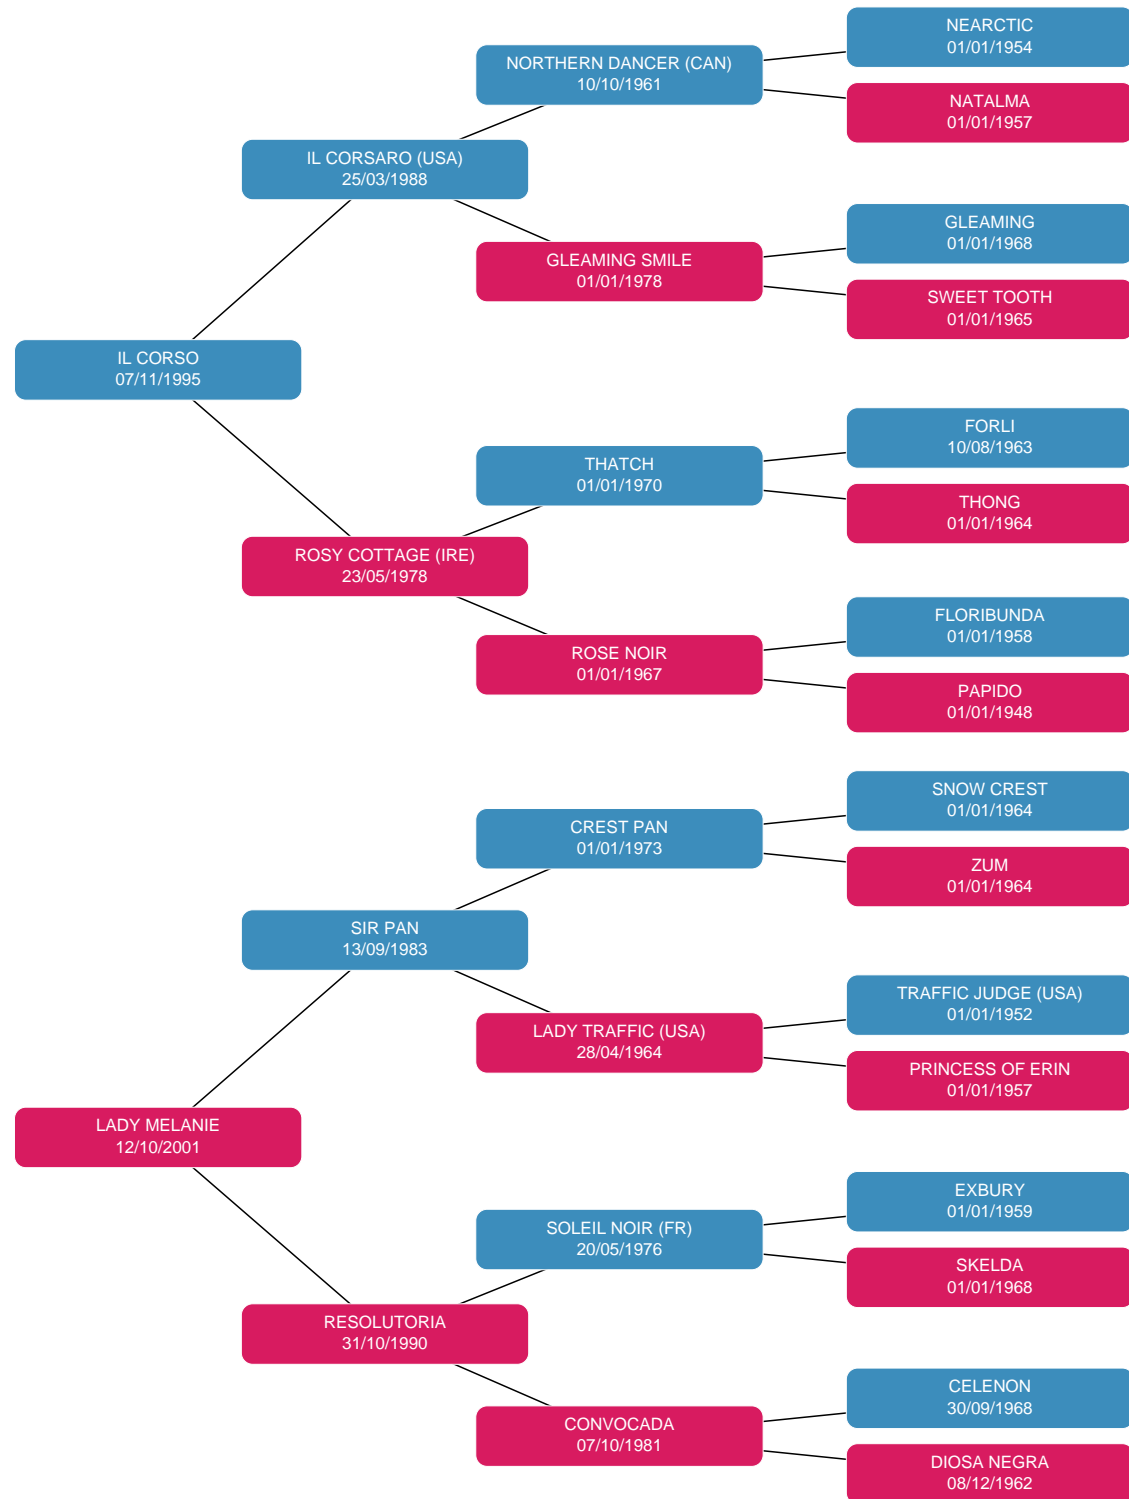 NEARCTIC
01/01/1954
NORTHERN DANCER (CAN)
10/10/1961
NATALMA
01/01/1957
IL CORSARO (USA)
25/03/1988
GLEAMING
01/01/1968
GLEAMING SMILE
01/01/1978
SWEET TOOTH
01/01/1965
IL CORSO
07/11/1995
FORLI
10/08/1963
THATCH
01/01/1970
THONG
01/01/1964
ROSY COTTAGE (IRE)
23/05/1978
FLORIBUNDA
01/01/1958
ROSE NOIR
01/01/1967
PAPIDO
01/01/1948
SNOW CREST
01/01/1964
CREST PAN
01/01/1973
ZUM
01/01/1964
SIR PAN
13/09/1983
TRAFFIC JUDGE (USA)
01/01/1952
LADY TRAFFIC (USA)
28/04/1964
PRINCESS OF ERIN
01/01/1957
LADY MELANIE
12/10/2001
EXBURY
01/01/1959
SOLEIL NOIR (FR)
20/05/1976
SKELDA
01/01/1968
RESOLUTORIA
31/10/1990
CELENON
30/09/1968
CONVOCADA
07/10/1981
DIOSA NEGRA
08/12/1962